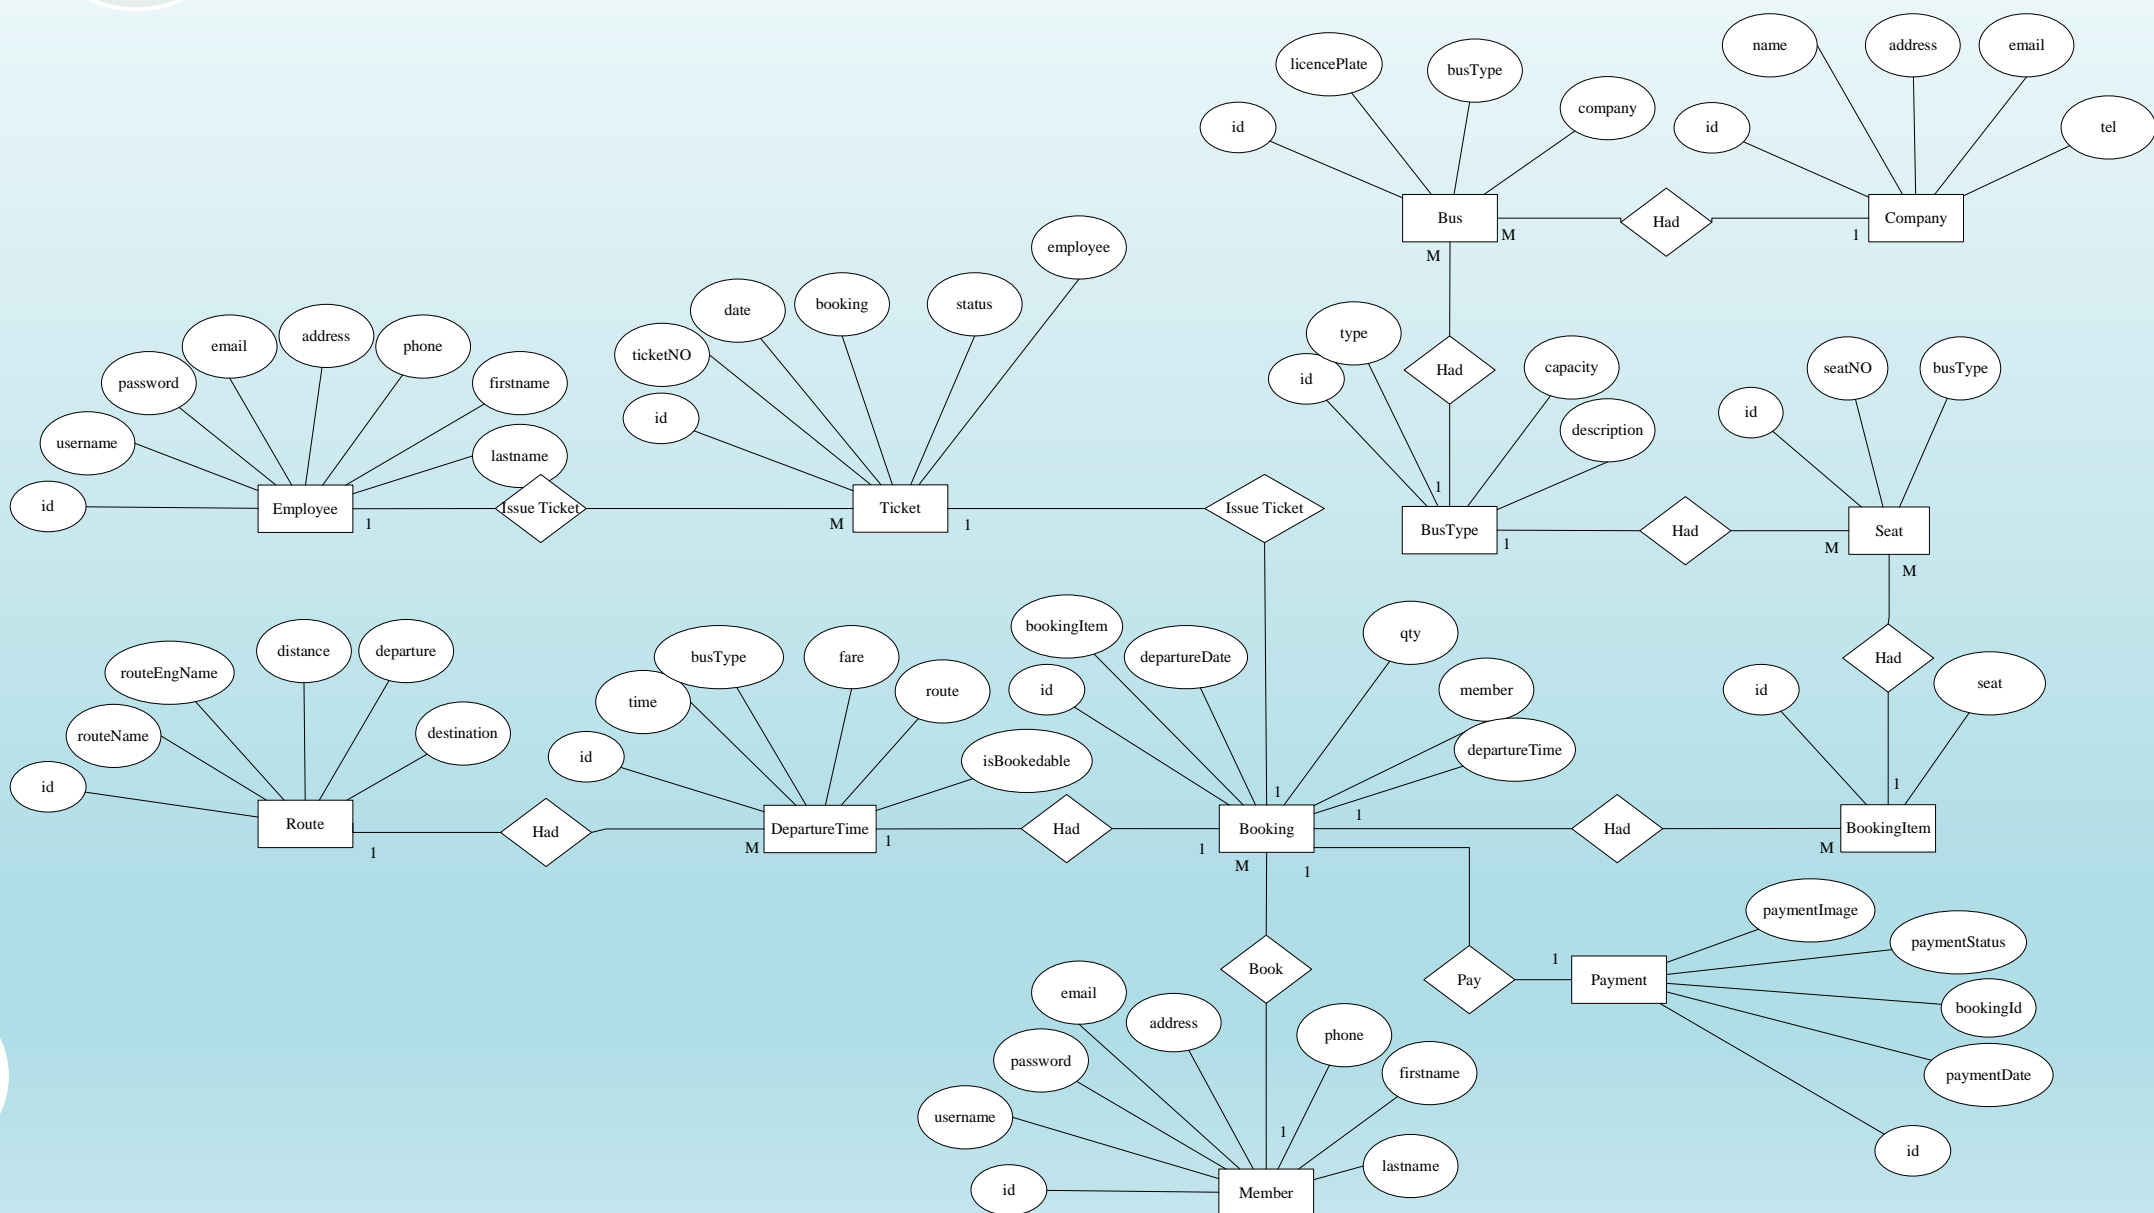 name
address
email
licencePlate
busType
company
id
id
tel
Bus
Had
Company
M
1
M
employee
date
booking
status
email
address
phone
ticketNO
type
capacity
seatNO
busType
password
firstname
id
Had
id
id
description
username
lastname
1
id
Employee
Issue Ticket
Ticket
Issue Ticket
BusType
Had
Seat
1
M
1
1
M
M
bookingItem
qty
routeEngName
distance
departure
busType
fare
departureDate
Had
time
route
id
member
id
seat
routeName
destination
id
isBookedable
departureTime
id
1
1
1
Route
Had
DepartureTime
Had
Booking
Had
BookingItem
1
M
1
1
M
M
1
paymentImage
paymentStatus
1
Book
Pay
Payment
email
address
phone
bookingId
password
firstname
paymentDate
username
1
lastname
id
id
Member